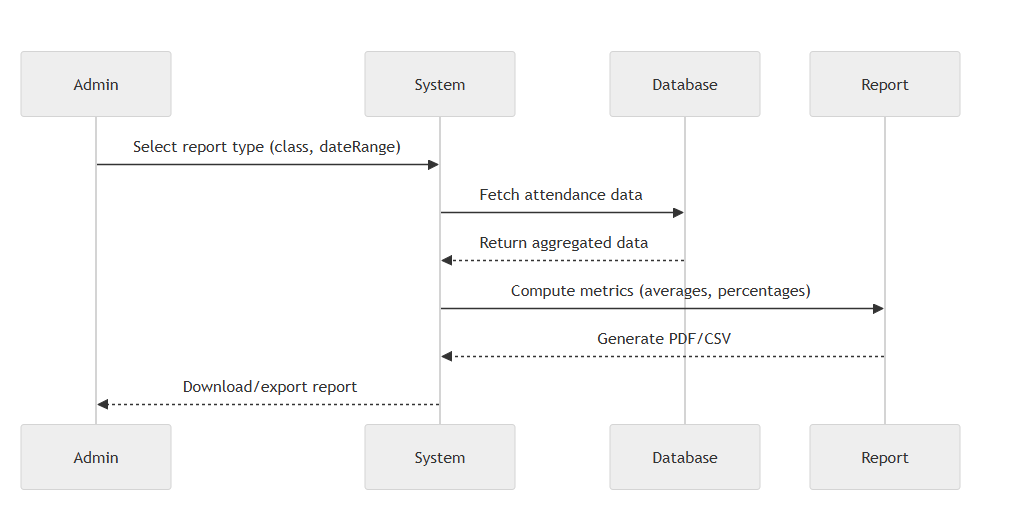 Admin
System
Database
Report
Select report type (class, dateRange)
Fetch attendance data
Return aggregated data
Compute metrics (averages, percentages)
Generate PDF/CSV
Download/export report
Admin
System
Database
Report